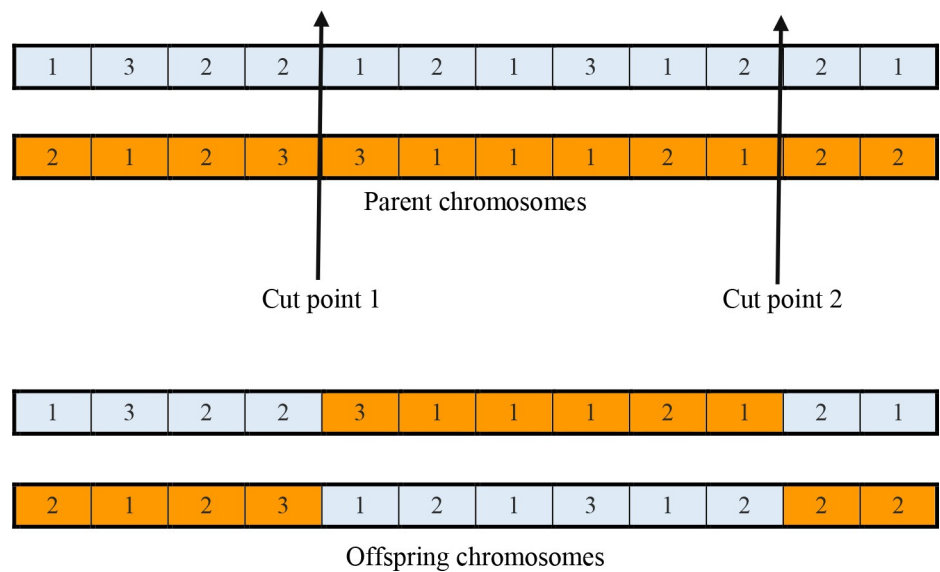 1 3 2 2 1 2 1 3 1 2 2 1
2 1 2 3 3 1 1 1 2 1 2 2
Parent chromosomes
Cut point 1 Cut point 2
1 3 2 2 3 1 1 1 2 1 2 1
2 1 2 3 1 2 1 3 1 2 2 2
Offspring chromosomes